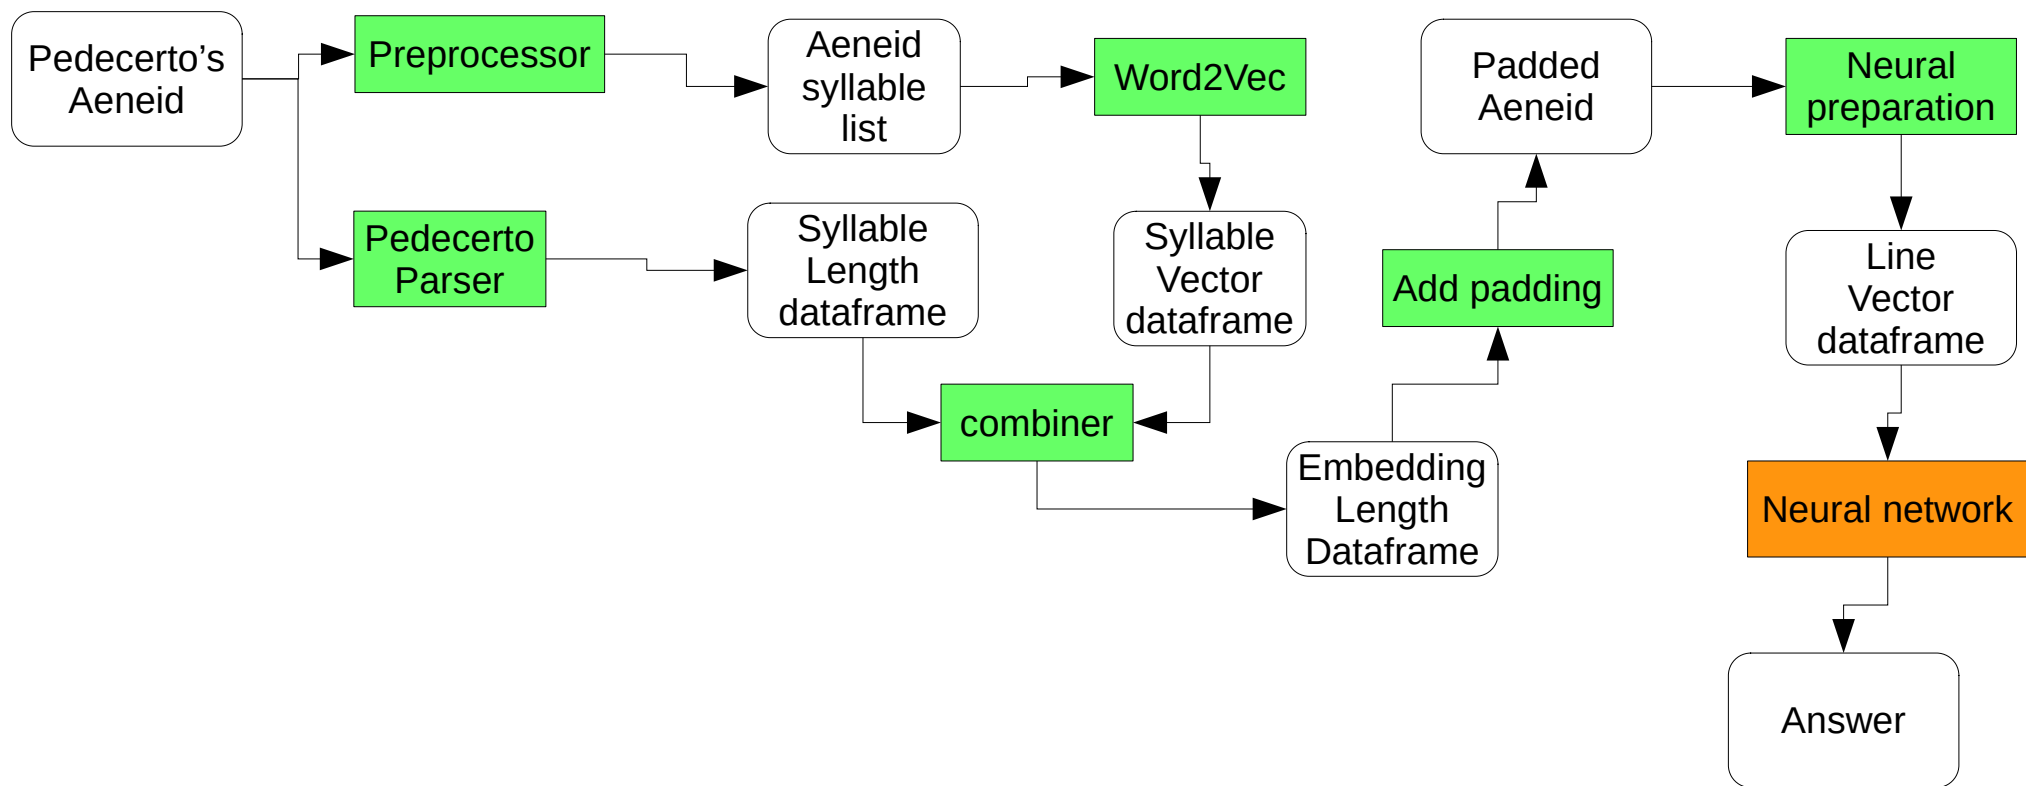 Pedecerto’s
Aeneid
Preprocessor
Aeneid
syllable
list
Word2Vec
Padded
Aeneid
Neural
preparation
Pedecerto
Parser
Syllable
Length
dataframe
Syllable
Vector
dataframe
Add padding
Line
Vector
dataframe
combiner
Embedding
Length
Dataframe
Neural network
Answer